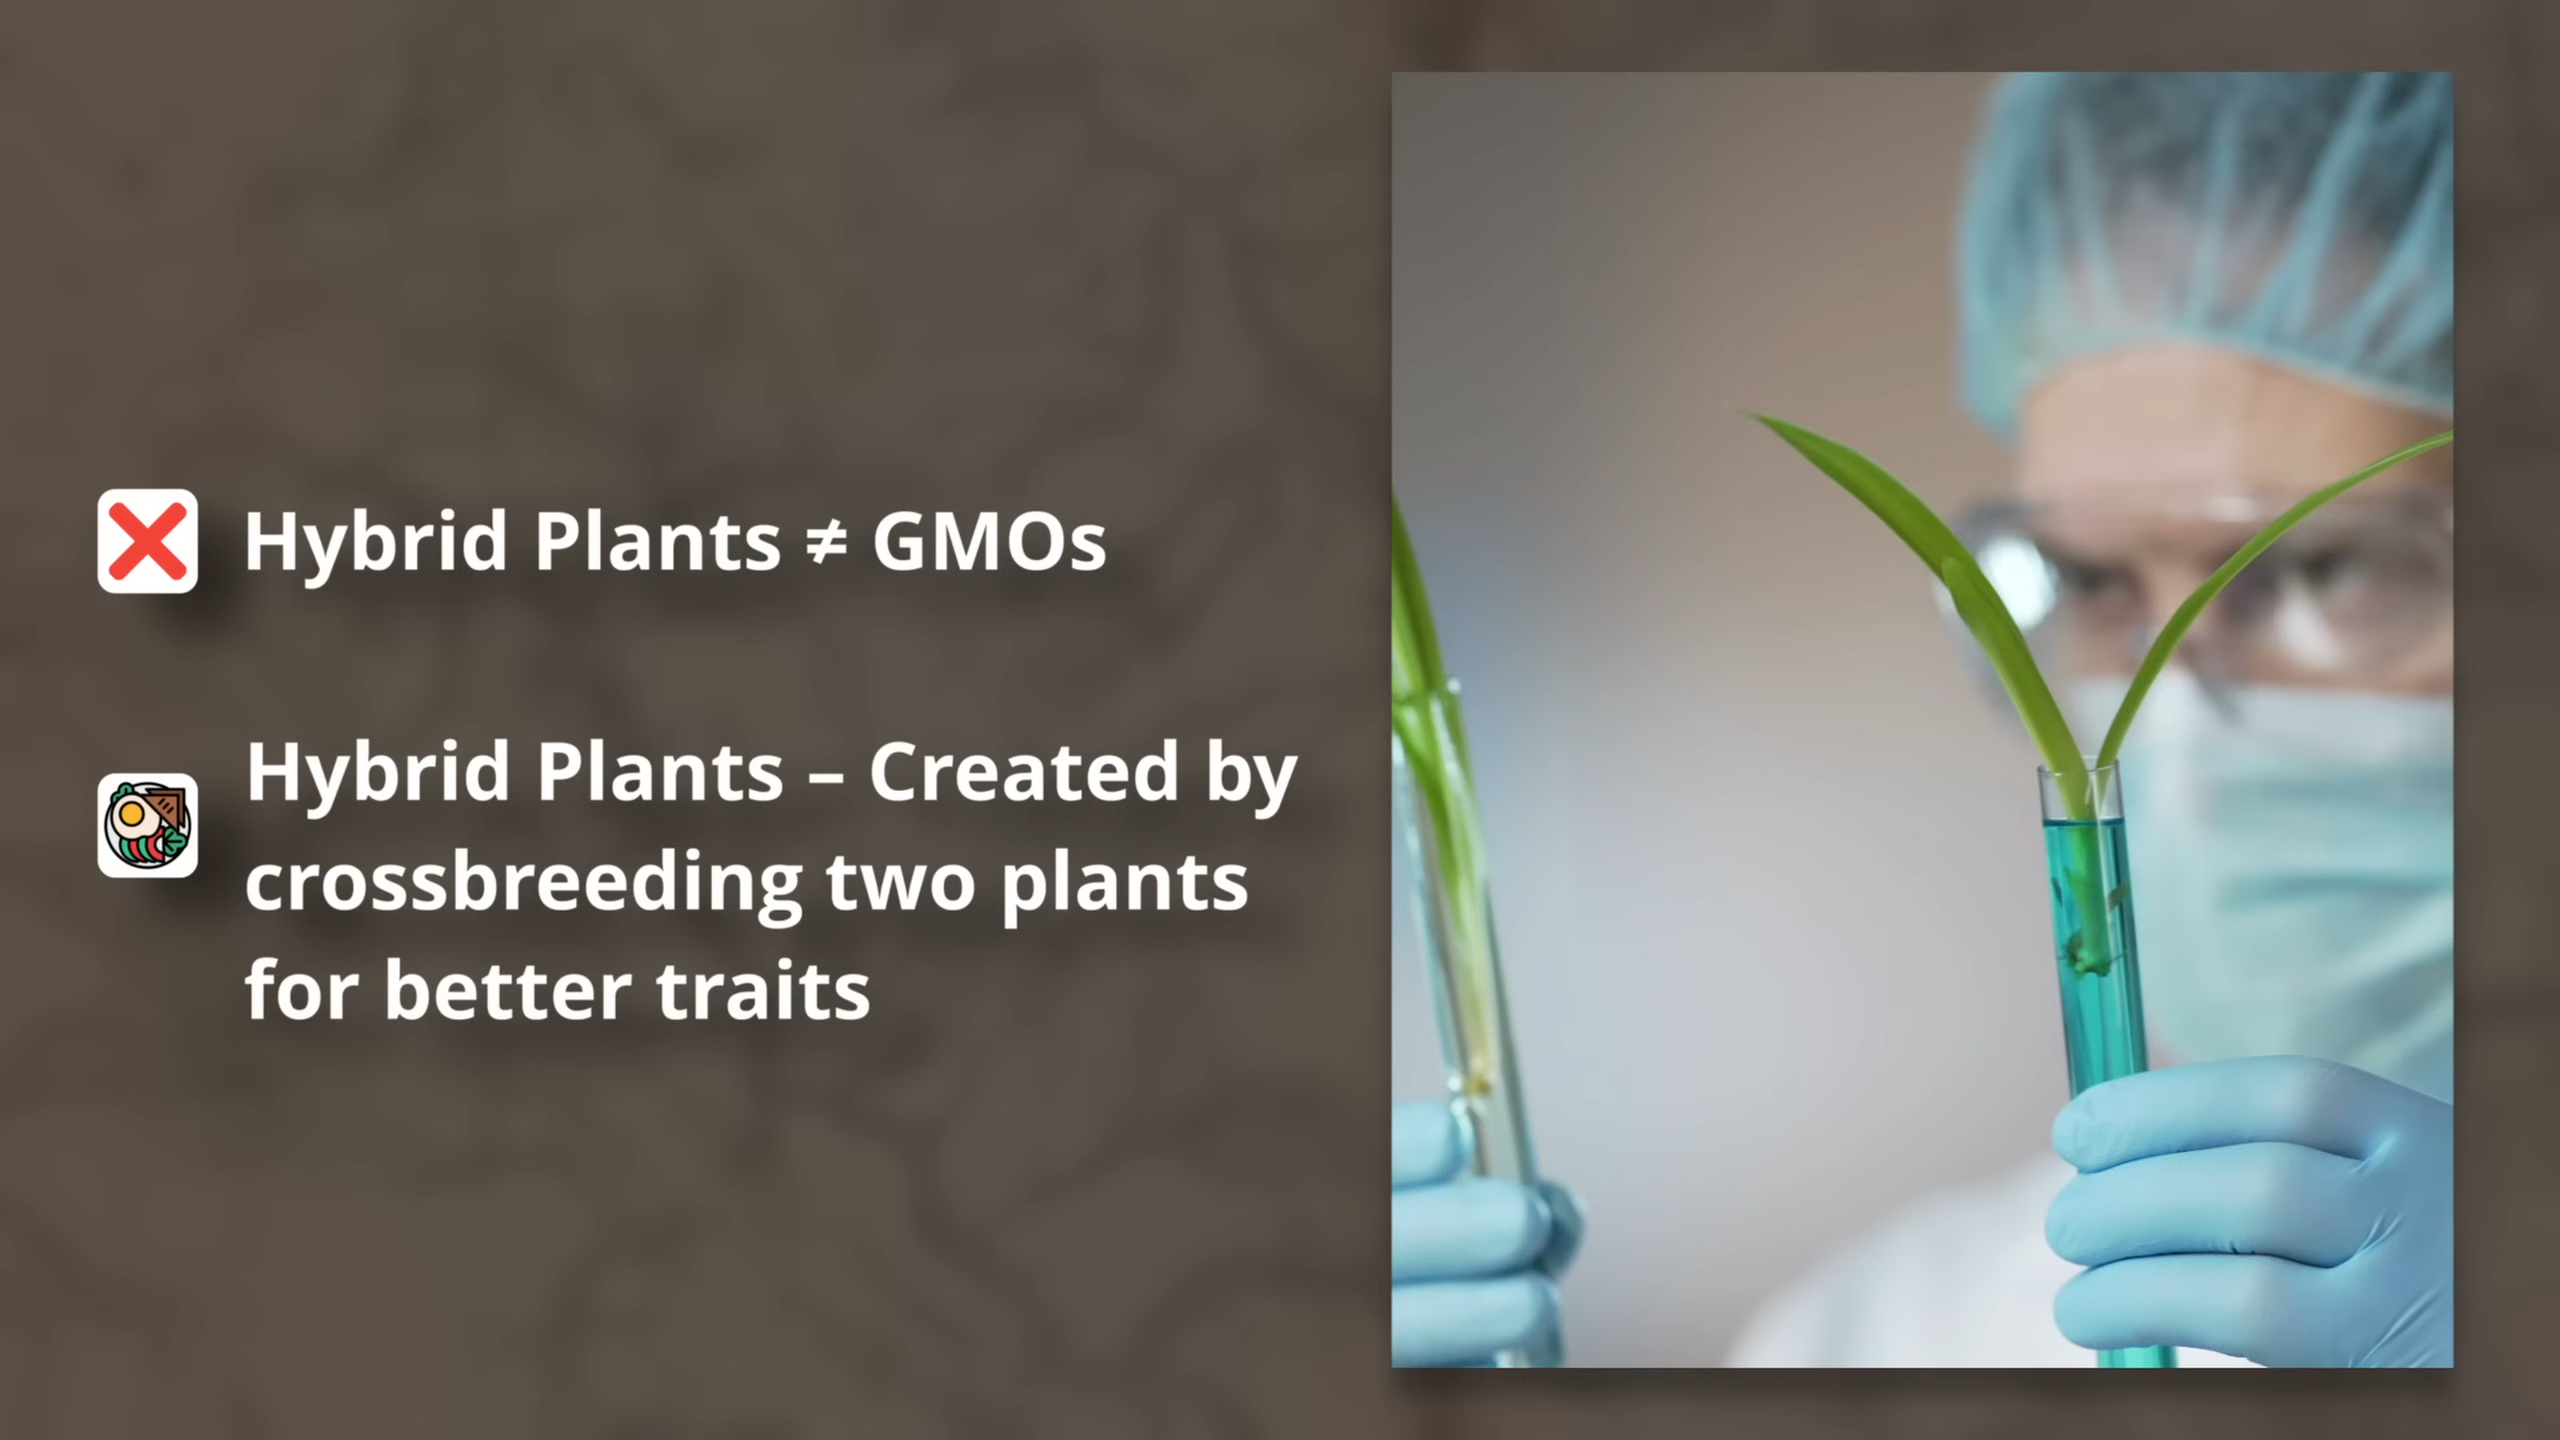 Hybrid Plants ≠ GMOs
Hybrid Plants – Created by
crossbreeding two plants
for better traits